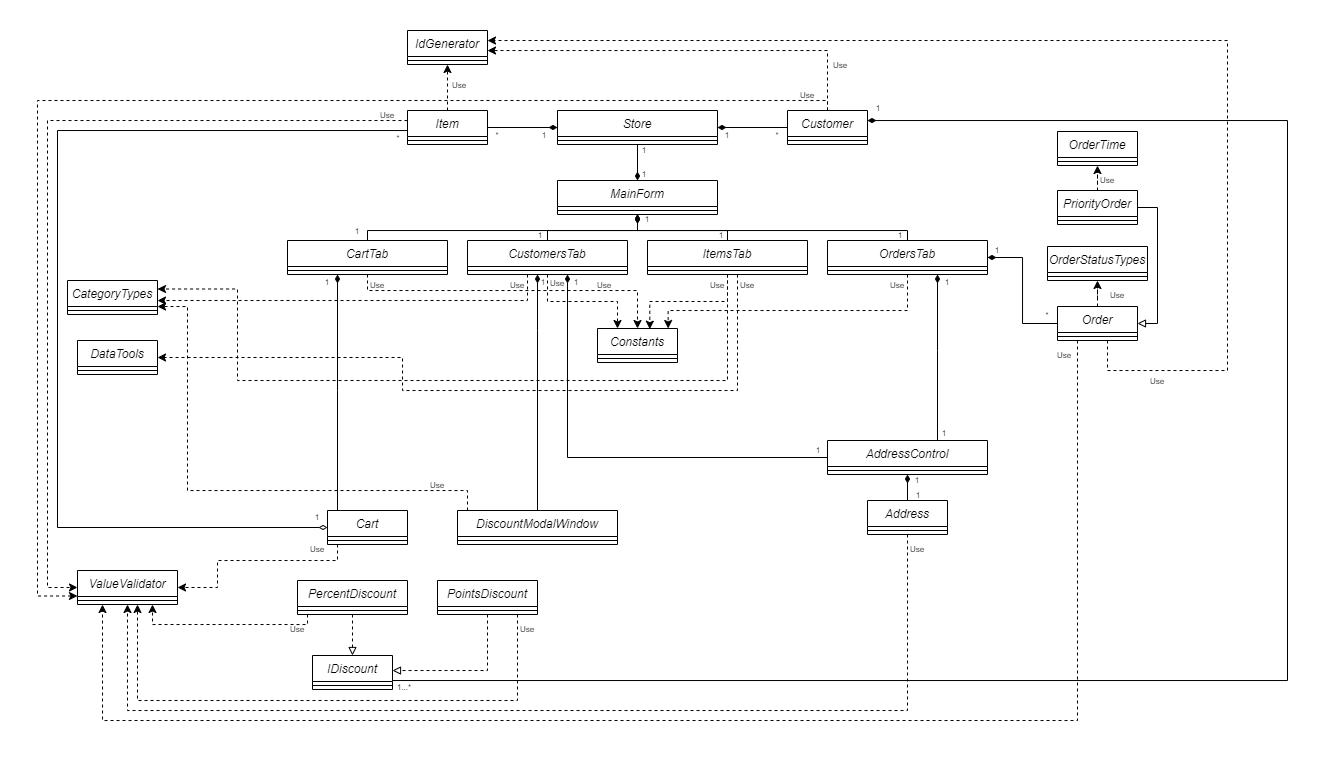 IdGenerator
Use
Use
Use
Use
Item
Store
Customer
1
*
*
1
1
*
OrderTime
1
Use
1
MainForm
PriorityOrder
1
1
1
1
1
CartTab
CustomersTab
ItemsTab
OrdersTab
1
OrderStatusTypes
1
Use
Use
1
Use
1
Use
Use
Use
Use
1
CategoryTypes
Use
*
Order
Constants
DataTools
Use
Use
1
1
AddressControl
1
Use
1
Address
1
Cart
DiscountModalWindow
Use
Use
ValueValidator
PercentDiscount
PointsDiscount
Use
Use
IDiscount
1...*